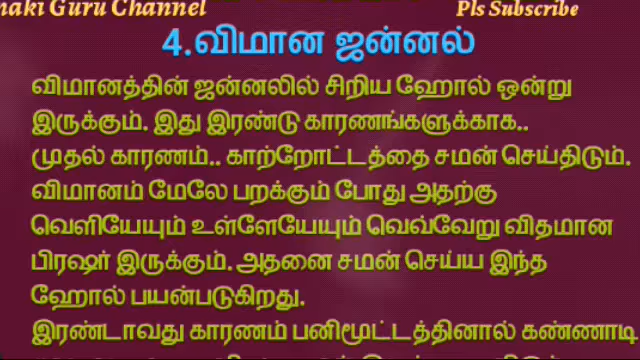 naki Guru Channel
Pls Subscribe
4.விமான ஜன்னல்
விமானத்தின் ஜன்னலில் சிறிய ஹோல் ஒன்று
இருக்கும். இது இரண்டு காரணங்களுக்காக..
முதல் காரணம்.. காற்றோட்டத்தை சமன் செய்திடும்.
விமானம் மேலே பறக்கும் போது அதற்கு
வெளியேயும் உள்ளேயேயும் வெவ்வேறு விதமான
பிரஷர் இருக்கும். அதனை சமன் செய்ய இந்த
ஹோல் பயன்படுகிறது.
இரண்டாவது காரணம் பனிமூட்டத்தினால் கண்ணாடி